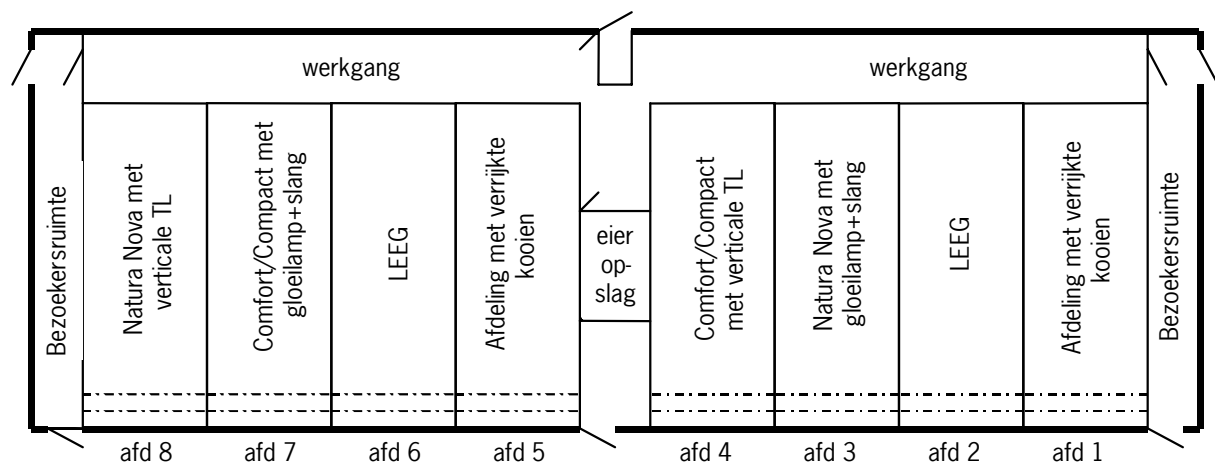 werkgang
werkgang
Bezoekersruimte
Natura Nova met
verticale TL
Comfort/Compact met
gloeilamp+slang
LEEG
Afdeling met verrijkte
kooien
eier
op-
slag
Comfort/Compact
met verticale TL
Natura Nova met
gloeilamp+slang
LEEG
Afdeling met verrijkte
kooien
Bezoekersruimte
afd 8
afd 7
afd 6
afd 5
afd 4
afd 3
afd 2
afd 1